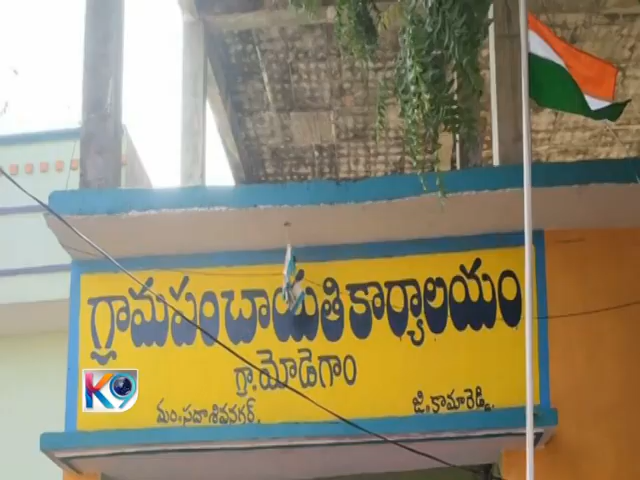 గ్రామపంచాయతి కార్యాలయం
గ్రా.మోడెగాం
మం.సదాశివనగర్. జి.కామారెడ్డి.
K9